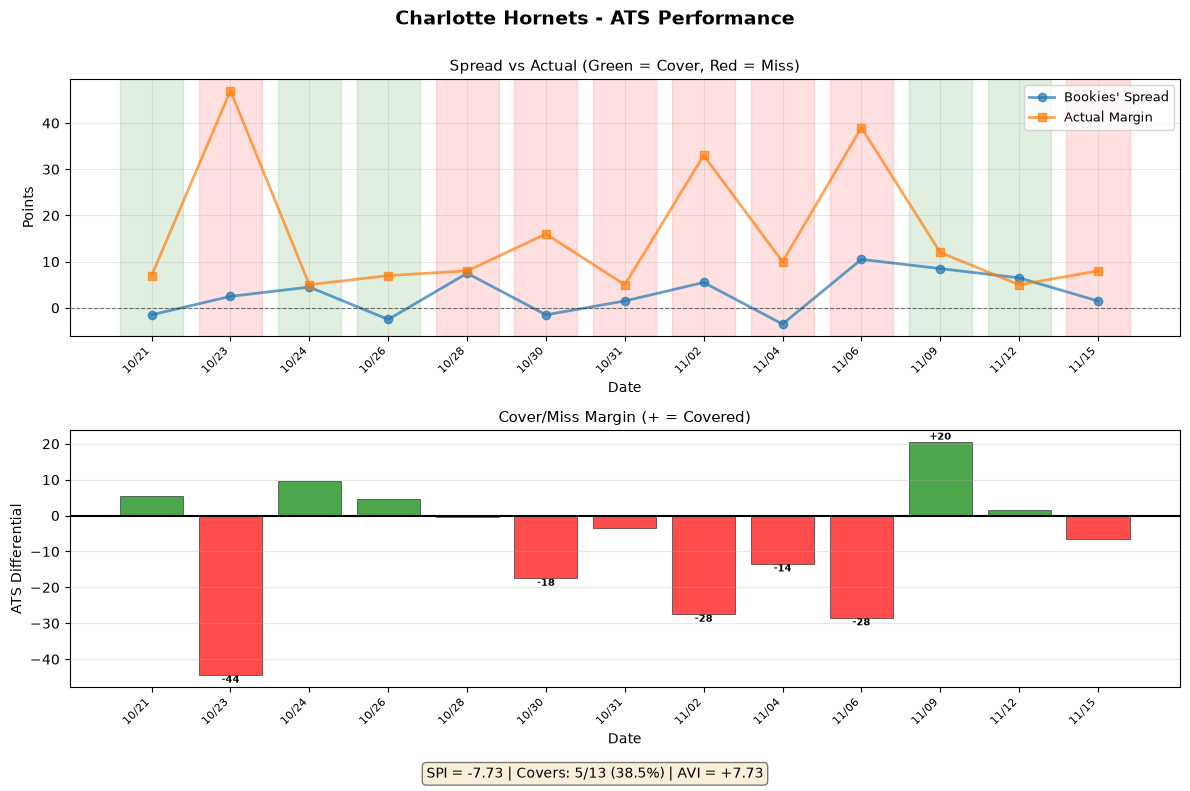 Charlotte Hornets - ATS Performance
Spread vs Actual (Green = Cover, Red = Miss)
Bookies' Spread
Actual Margin
Points
40
30
20
10
0
10/21 10/23 10/24 10/26 10/28 10/30 10/31 11/02 11/04 11/06 11/09 11/12 11/15
Date
Cover/Miss Margin (+ = Covered)
ATS Differential
20
10
0
−10
−20
−30
−40
+20
-18
-14
-28
-28
-44
10/21 10/23 10/24 10/26 10/28 10/30 10/31 11/02 11/04 11/06 11/09 11/12 11/15
Date
SPI = -7.73 | Covers: 5/13 (38.5%) | AVI = +7.73